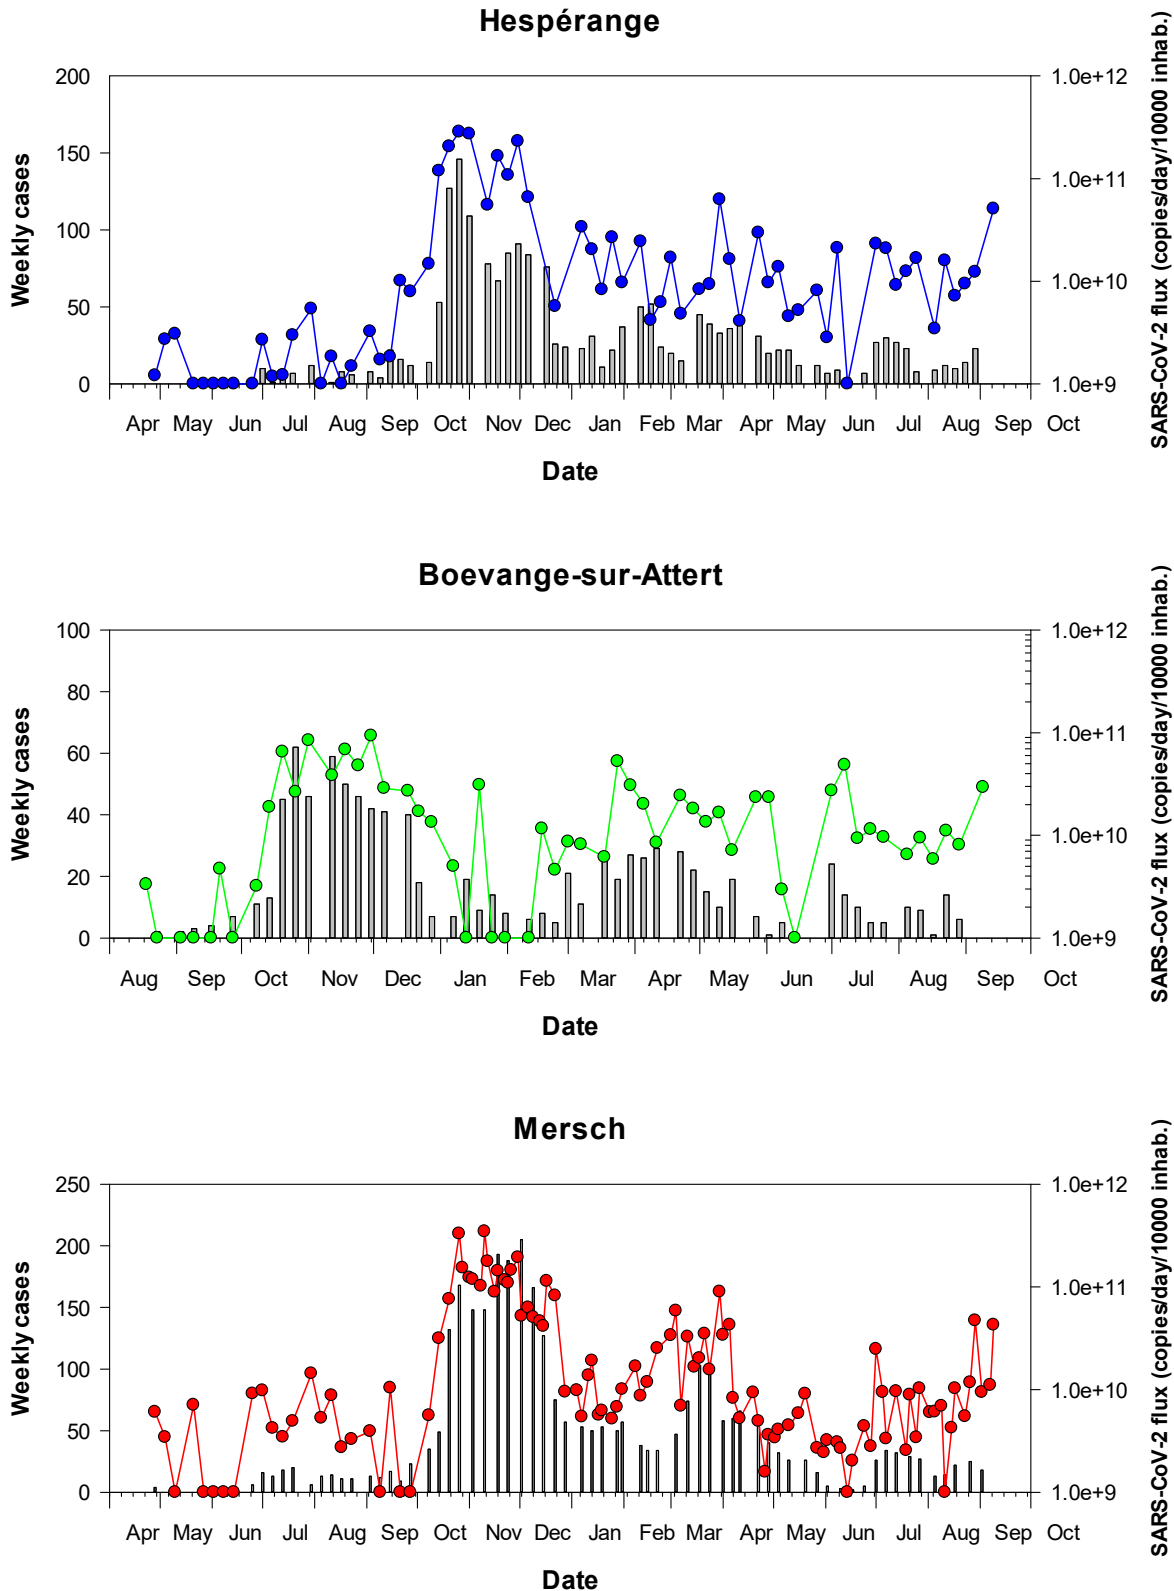 Hespérange
Weekly cases
200
150
100
50
0
1.0e+12
1.0e+11
1.0e+10
1.0e+9
SARS-CoV-2 flux (copies/day/10000 inhab.)
Apr May Jun Jul Aug Sep Oct Nov Dec Jan Feb Mar Apr May Jun Jul Aug Sep Oct
Date
Boevange-sur-Attert
Weekly cases
100
80
60
40
20
0
1.0e+12
1.0e+11
1.0e+10
1.0e+9
SARS-CoV-2 flux (copies/day/10000 inhab.)
Aug Sep Oct Nov Dec Jan Feb Mar Apr May Jun Jul Aug Sep Oct
Date
Mersch
Weekly cases
250
200
150
100
50
0
1.0e+12
1.0e+11
1.0e+10
1.0e+9
SARS-CoV-2 flux (copies/day/10000 inhab.)
Apr May Jun Jul Aug Sep Oct Nov Dec Jan Feb Mar Apr May Jun Jul Aug Sep Oct
Date